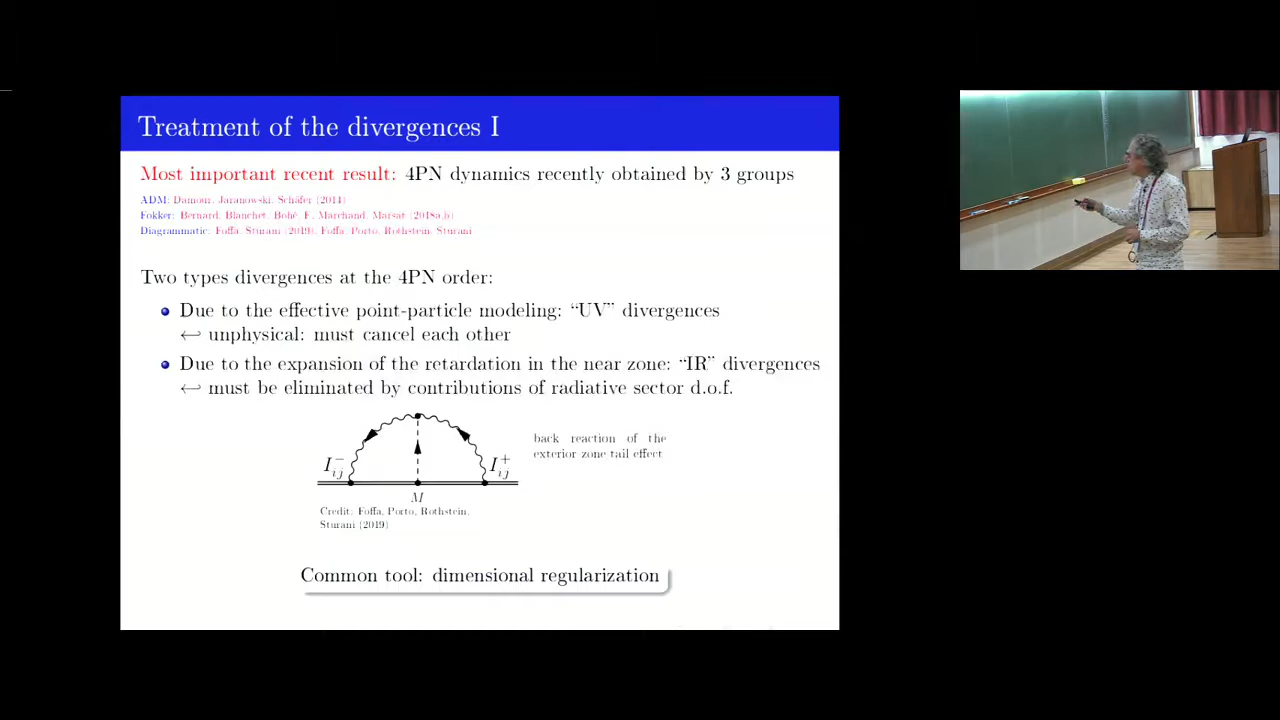 Treatment of the divergences I
Most important recent result: 4PN dynamics recently obtained by 3 groups
ADM: Damour, Jaranowski, Schäfer (2014)
Fokker: Bernard, Blanchet, Bohé, F., Marchand, Marsat (2018a,b)
Diagrammatic: Foffa, Sturani (2019), Foffa, Porto, Rothstein, Sturani
Two types divergences at the 4PN order:
Due to the effective point-particle modeling: “UV” divergences
↩ unphysical: must cancel each other
Due to the expansion of the retardation in the near zone: “IR” divergences
↩ must be eliminated by contributions of radiative sector d.o.f.
back reaction of the
exterior zone tail effect
I⁻ᵢⱼ I⁺ᵢⱼ
M
Credit: Foffa, Porto, Rothstein,
Sturani (2019)
Common tool: dimensional regularization